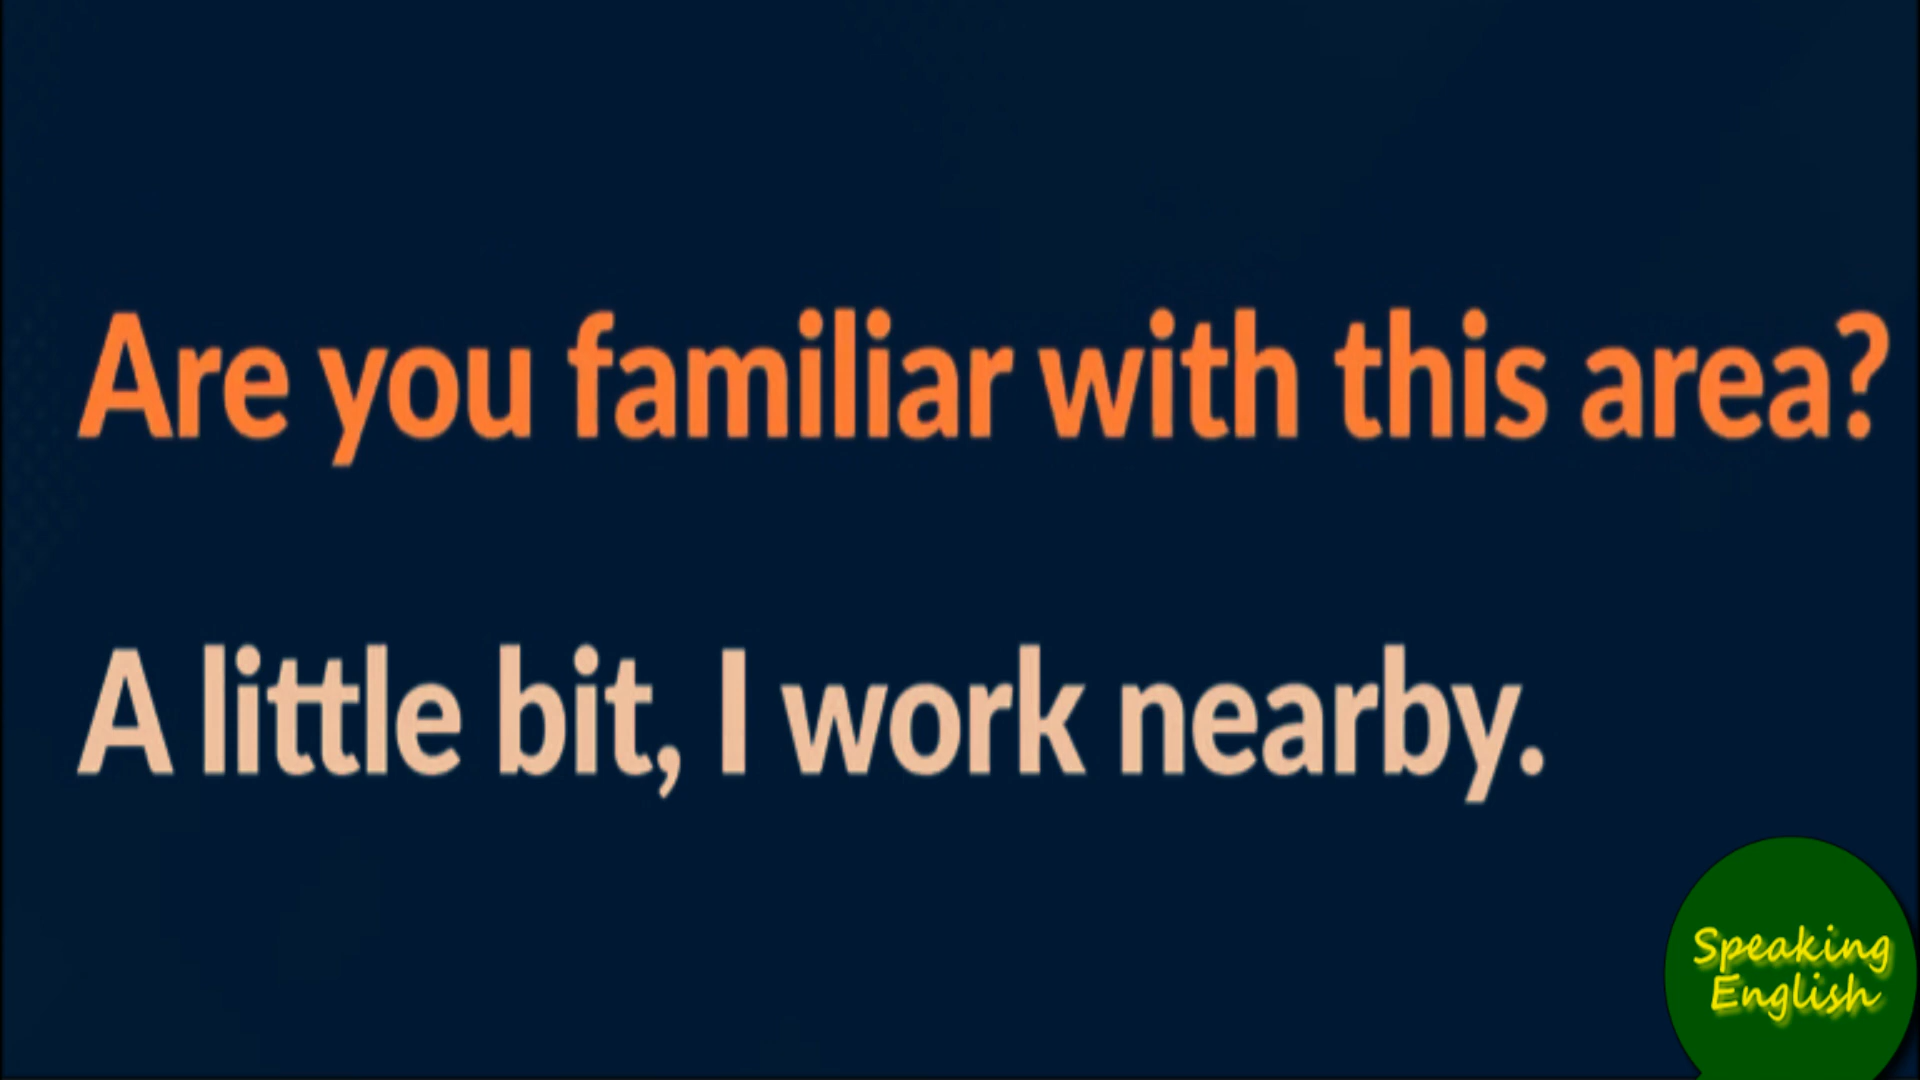 Are you familiar with this area?
A little bit, I work nearby.
Speaking
English